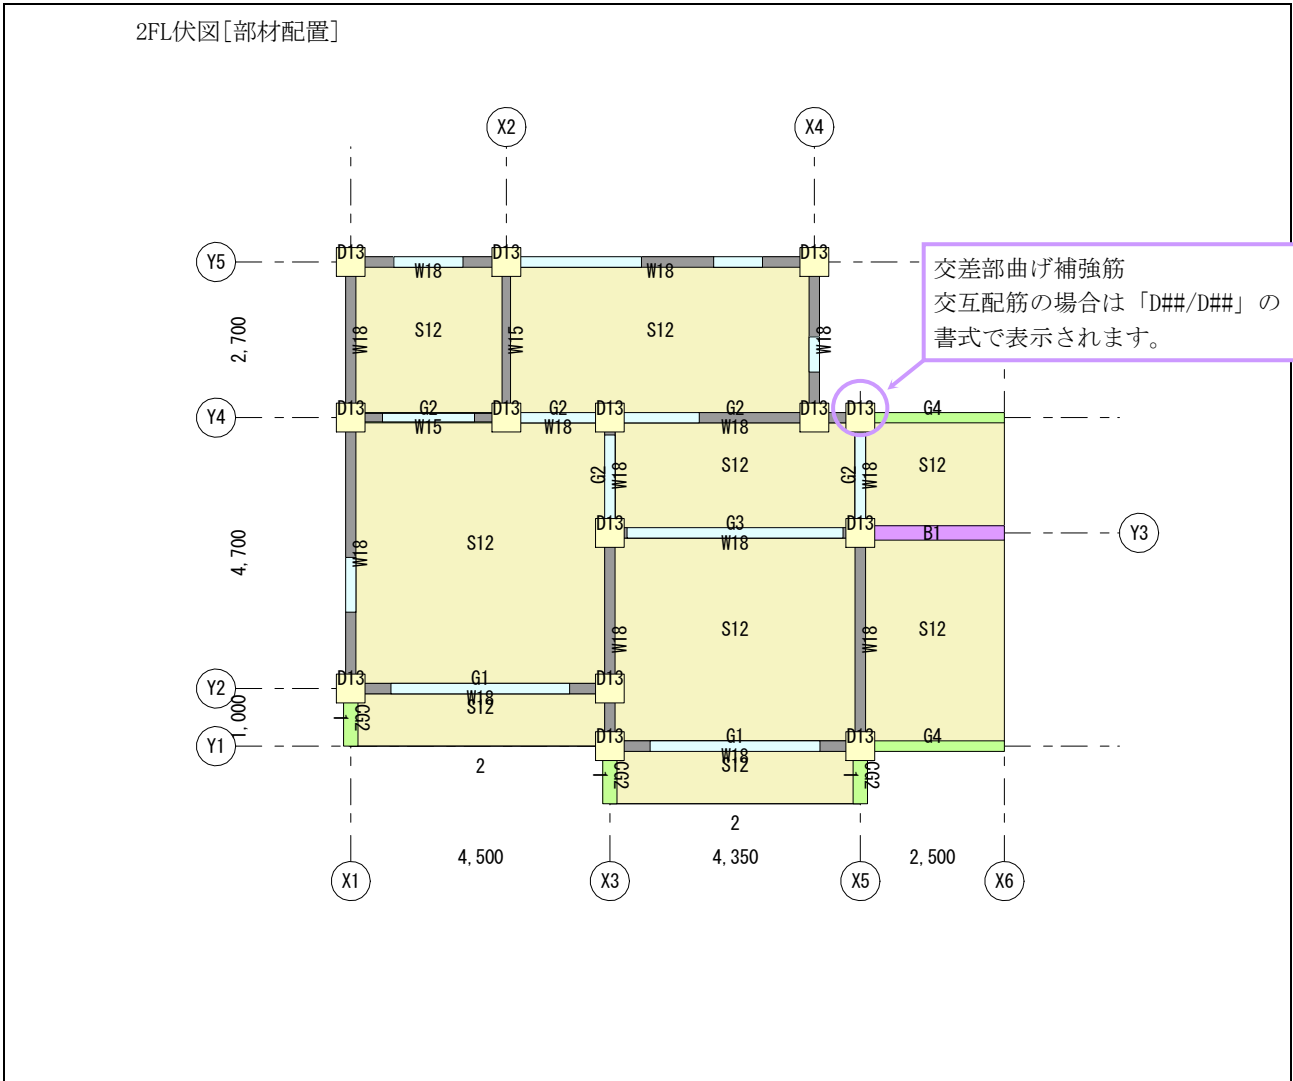 2FL伏図[部材配置]
X2
X4
Y5
D13
D13
D13
W18
W18
交差部曲げ補強筋
交互配筋の場合は「D##/D##」の
書式で表示されます。
2,700
W18
S12
W15
S12
W18
Y4
D13
G2
W15
D13
G2
W18
D13
G2
W18
D13
D13
G4
G2
W18
S12
G2
W18
S12
4,700
W18
S12
D13
G3
W18
D13
B1
Y3
W18
S12
W18
S12
Y2
D13
G1
W18
S12
D13
1,000
CG2
Y1
D13
G1
W18
S12
D13
G4
2
CG2
CG2
2
4,500
4,350
2,500
X1
X3
X5
X6